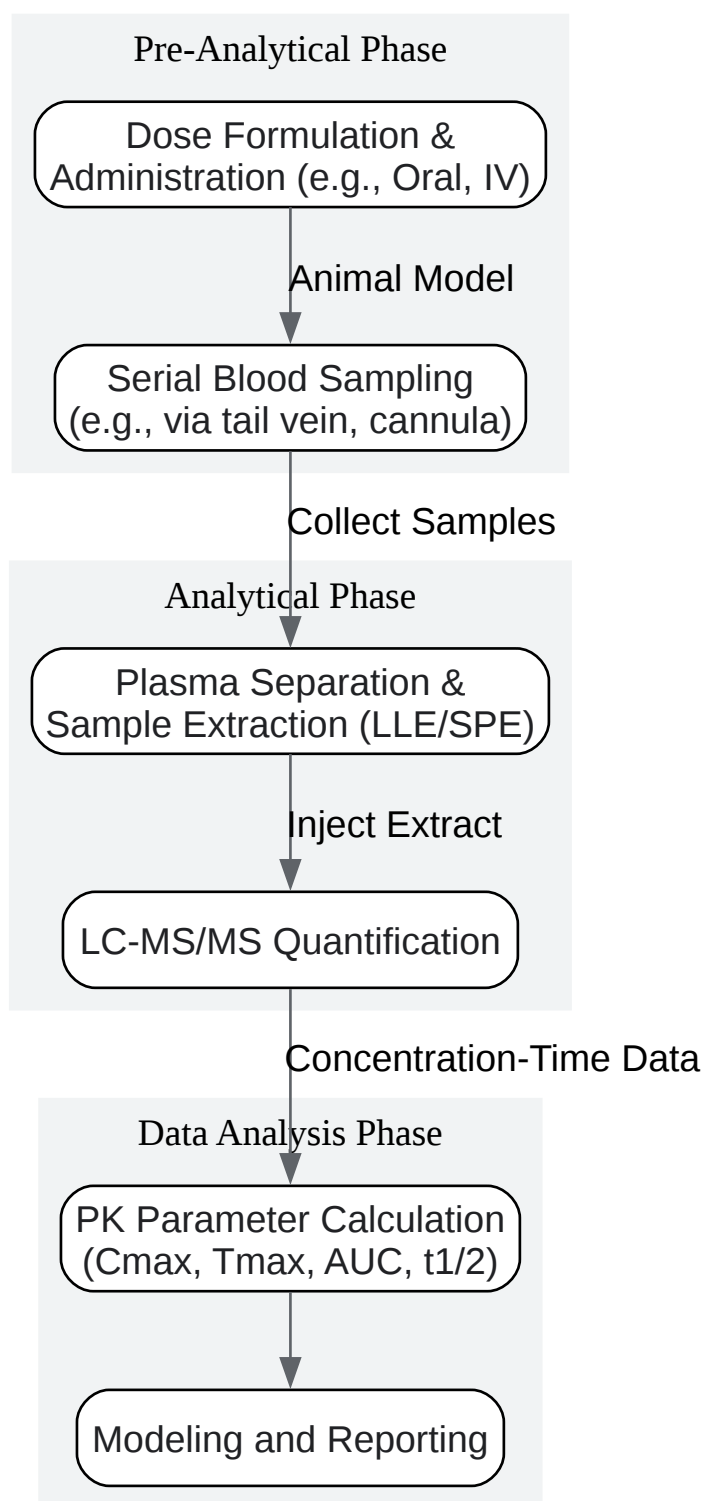 Pre-Analytical Phase
Dose Formulation &
Administration (e.g., Oral, IV)
Animal Model
Serial Blood Sampling
(e.g., via tail vein, cannula)
Collect Samples
Analytical Phase
Plasma Separation &
Sample Extraction (LLE/SPE)
Inject Extract
LC-MS/MS Quantification
Concentration-Time Data
Data Analysis Phase
PK Parameter Calculation
(Cmax, Tmax, AUC, t1/2)
Modeling and Reporting